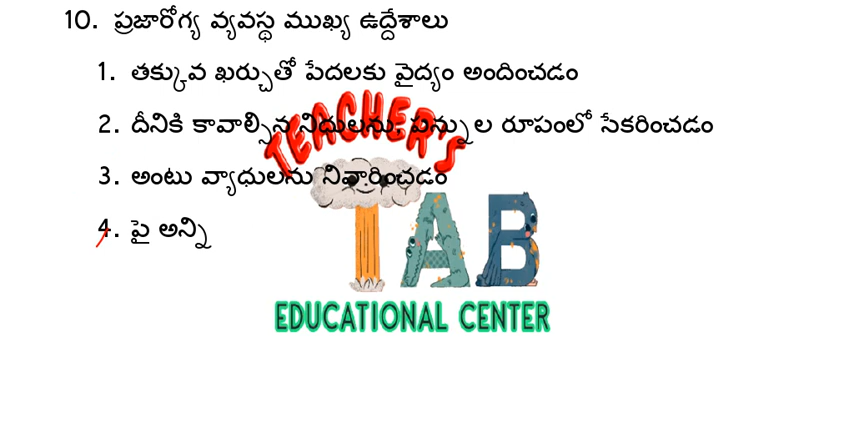 10. ప్రజారోగ్య వ్యవస్థ ముఖ్య ఉద్దేశాలు
1. తక్కువ ఖర్చుతో పేదలకు వైద్యం అందించడం
2. దీనికి కావాల్సిన నిధులను, పన్నుల రూపంలో సేకరించడం
3. అంటు వ్యాధులను నివారించడం
4. పై అన్ని
TEACHER'S
TAB
EDUCATIONAL CENTER